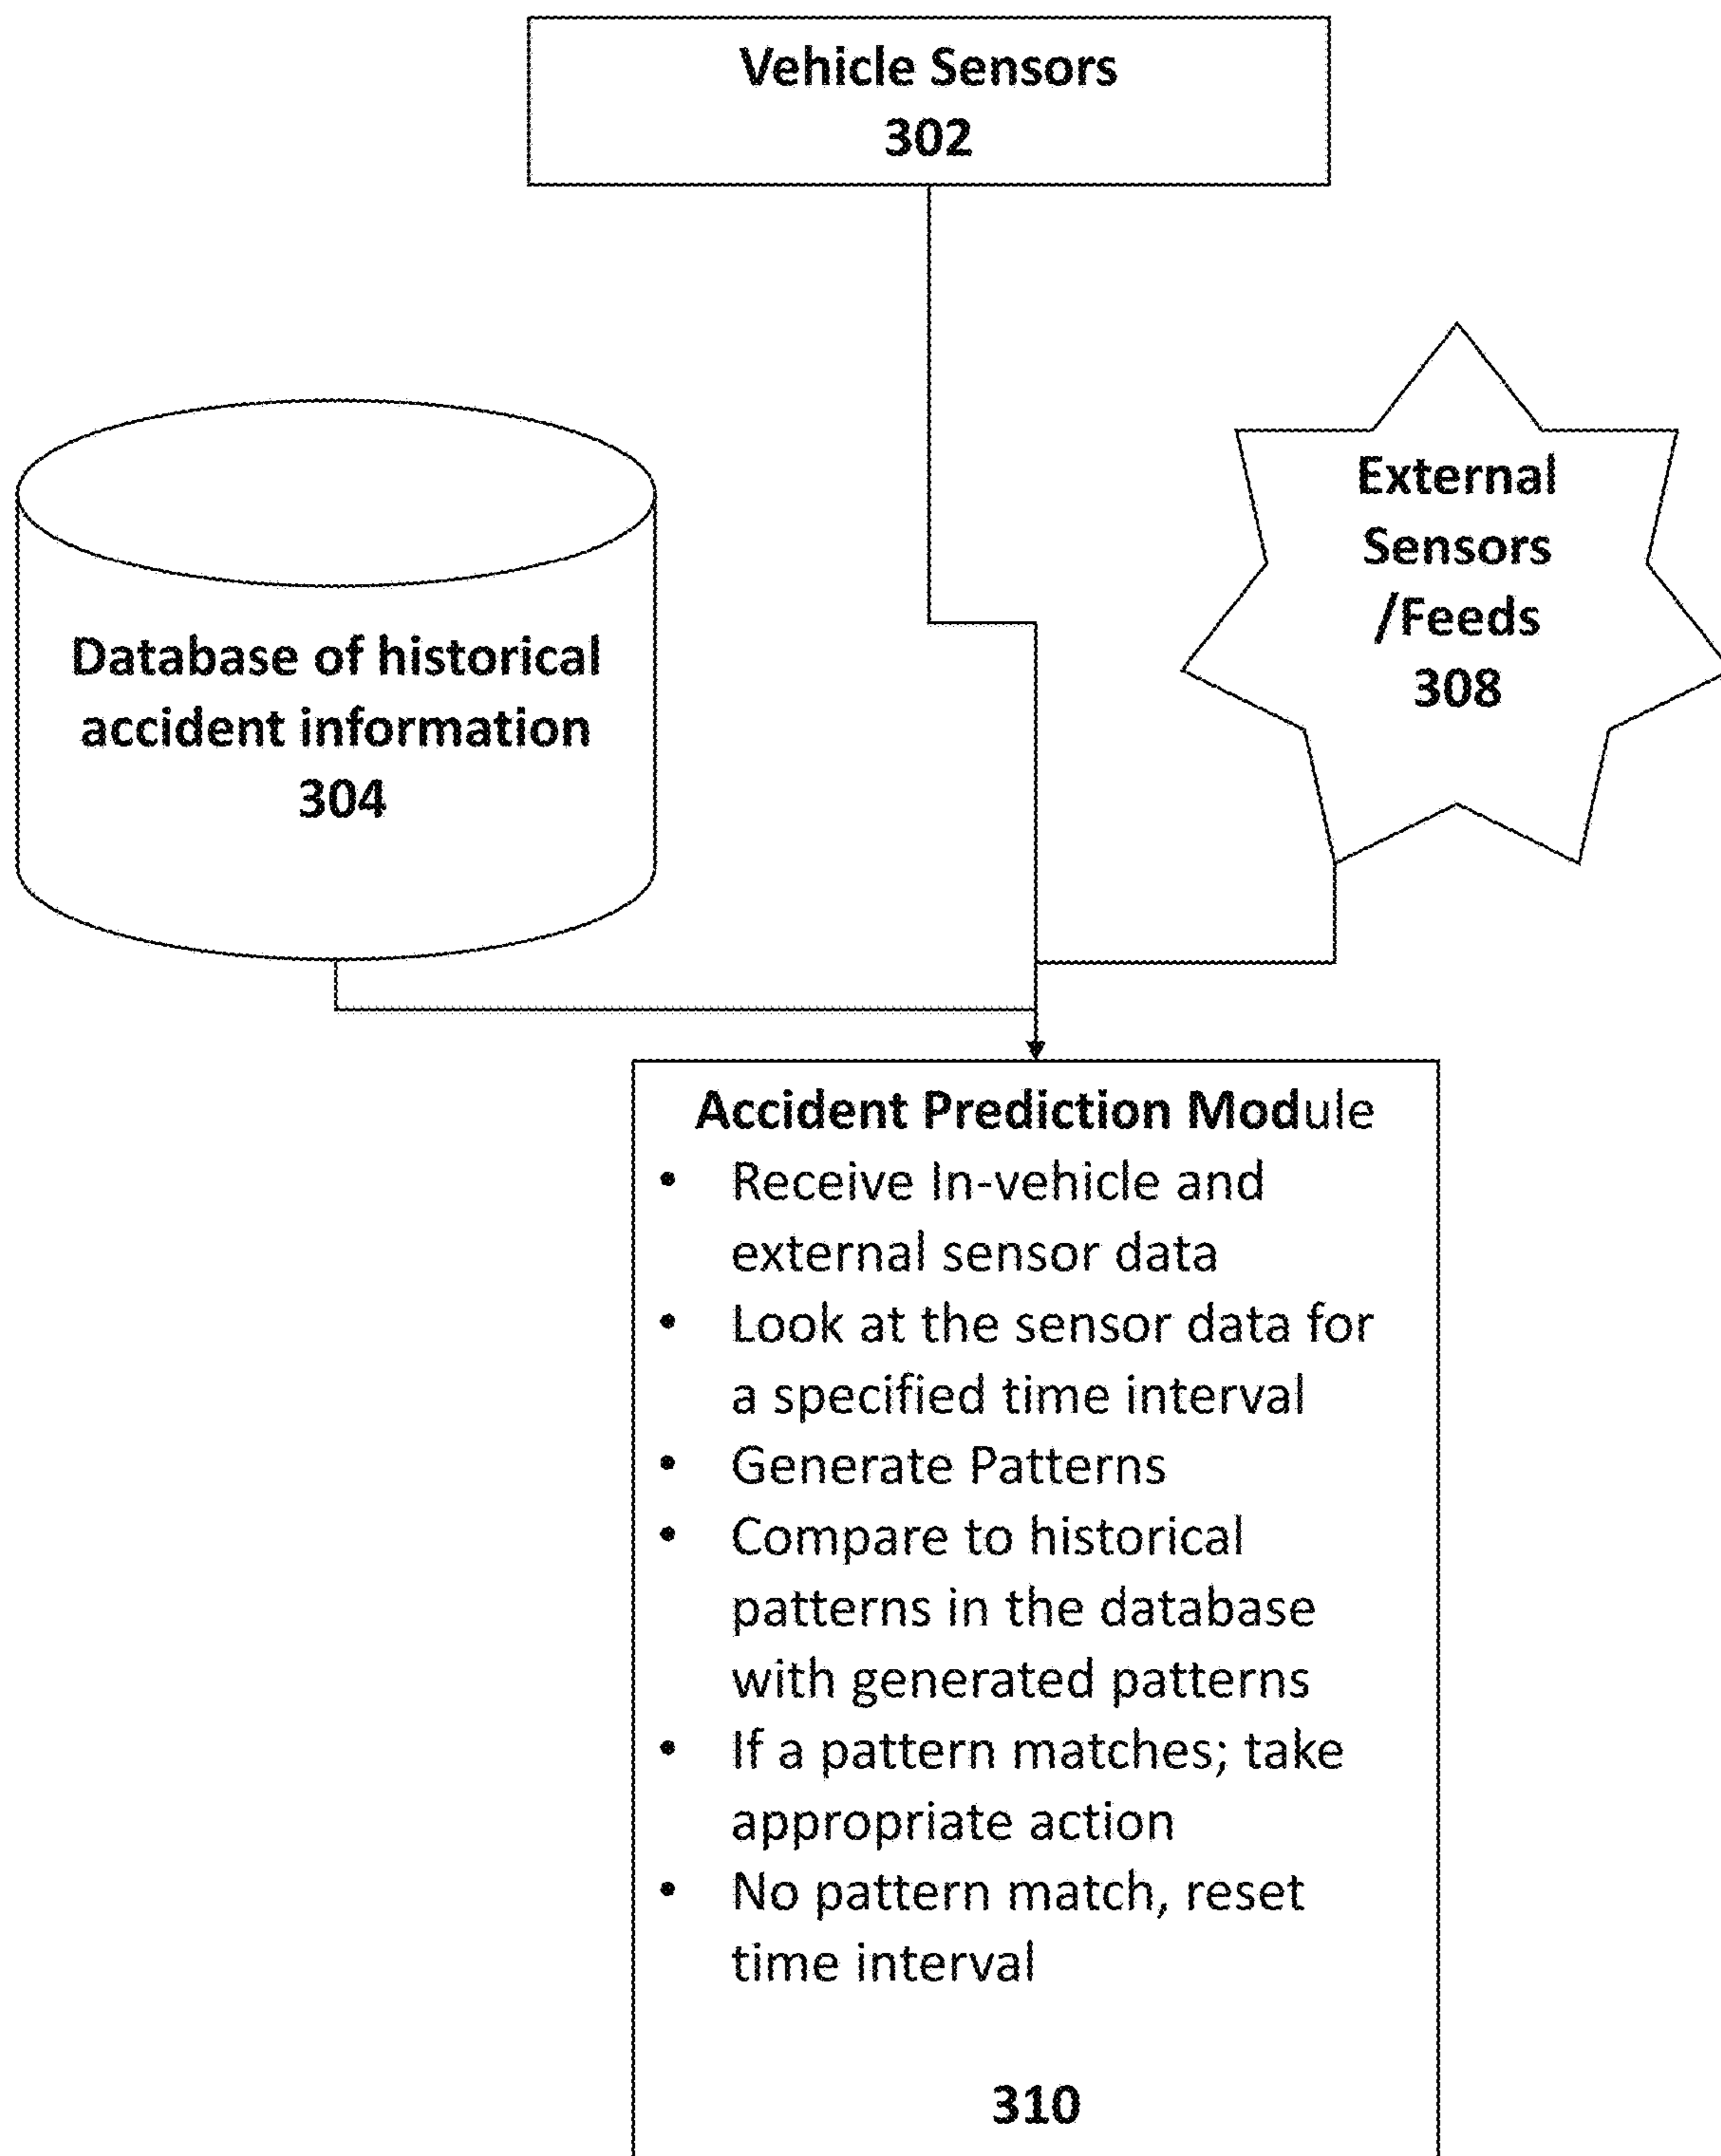 Vehicle Sensors
302
External
Sensors
/Feeds
308
Database of historical
accident information
304
Accident Prediction Module
• Receive In-vehicle and
external sensor data
• Look at the sensor data for
a specified time interval
• Generate Patterns
• Compare to historical
patterns in the database
with generated patterns
• If a pattern matches; take
appropriate action
• No pattern match, reset
time interval
310